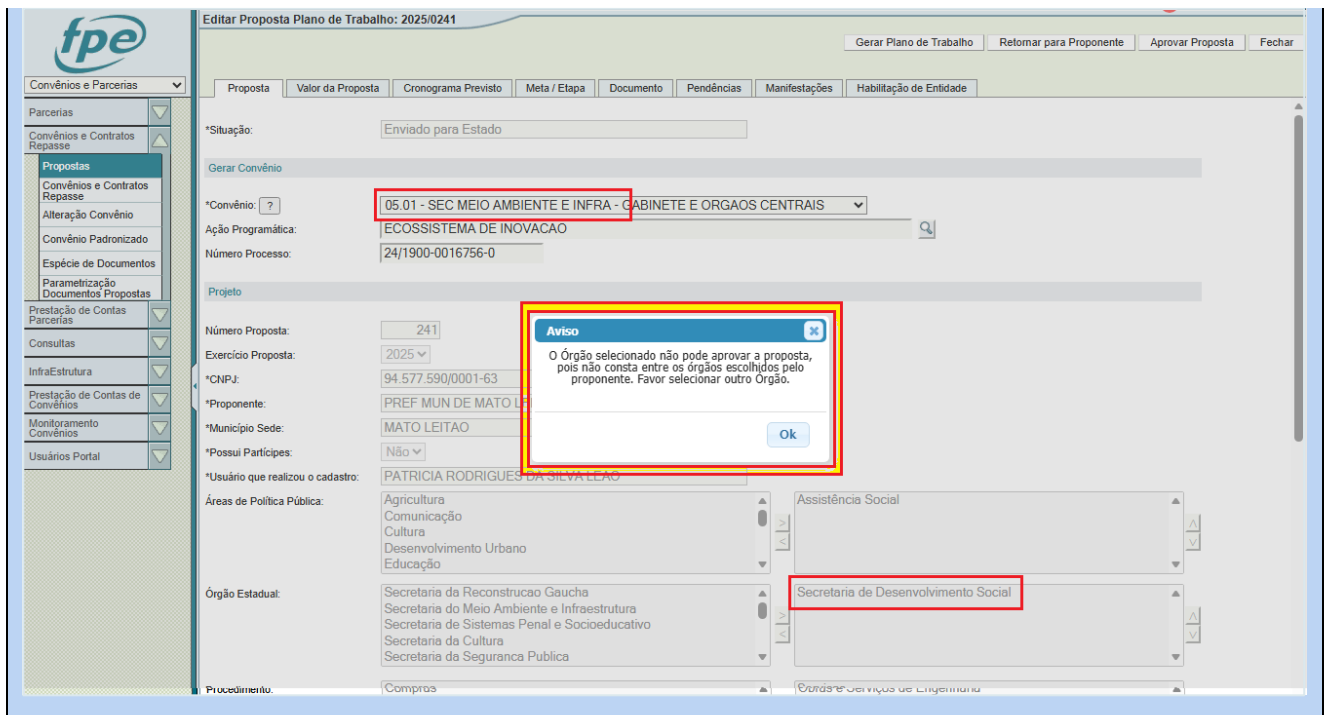 Editar Proposta Plano de Trabalho: 2025/0241
fpe
Gerar Plano de Trabalho Retornar para Proponente Aprovar Proposta Fechar
Convênios e Parcerias
Proposta Valor da Proposta Cronograma Previsto Meta / Etapa Documento Pendências Manifestações Habilitação de Entidade
Parcerias
Convênios e Contratos
Repasse
Propostas
Convênios e Contratos
Repasse
Alteração Convênio
Convênio Padronizado
Espécie de Documentos
Parametrização
Documentos Propostas
Prestação de Contas
Parcerias
Consultas
InfraEstrutura
Prestação de Contas de
Convênios
Monitoramento
Convênios
Usuários Portal
*Situação: Enviado para Estado
Gerar Convênio
*Convênio: ? 05.01 - SEC MEIO AMBIENTE E INFRA - GABINETE E ORGAOS CENTRAIS
Ação Programática: ECOSSISTEMA DE INOVACAO
Número Processo: 24/1900-0016756-0
Projeto
Número Proposta: 241
Exercício Proposta: 2025
*CNPJ: 94.577.590/0001-63
*Proponente: PREF MUN DE MATO
*Município Sede: MATO LEITAO
*Possui Partícipes: Não
*Usuário que realizou o cadastro: PATRICIA RODRIGUES DA SILVA LEAO
Aviso
O Órgão selecionado não pode aprovar a proposta,
pois não consta entre os órgãos escolhidos pelo
proponente. Favor selecionar outro Órgão.
Ok
Áreas de Política Pública:
Agricultura
Comunicação
Cultura
Desenvolvimento Urbano
Educação
> <
Assistência Social
Órgão Estadual:
Secretaria da Reconstrucao Gaucha
Secretaria do Meio Ambiente e Infraestrutura
Secretaria de Sistemas Penal e Socioeducativo
Secretaria da Cultura
Secretaria da Seguranca Publica
> <
Secretaria de Desenvolvimento Social
Procedimento: Compras Obras e Serviços de Engenharia